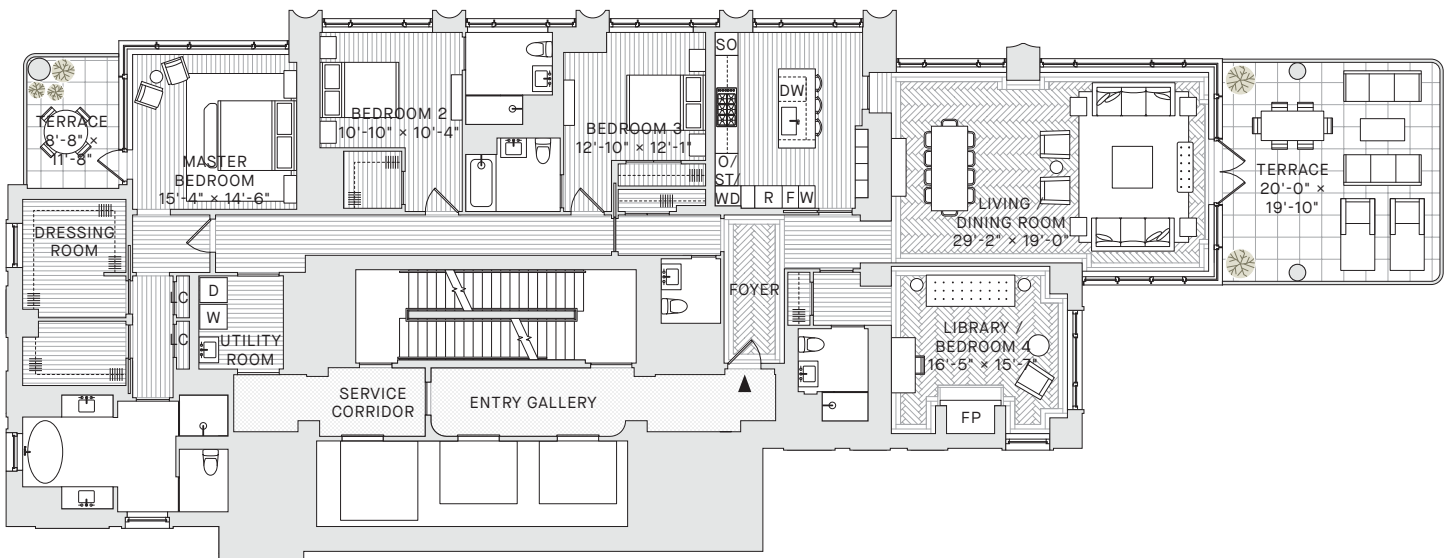 TERRACE
8'-8" ×
11'-8"
MASTER
BEDROOM
15'-4" × 14'-6"
BEDROOM 2
10'-10" × 10'-4"
BEDROOM 3
12'-10" × 12'-1"
SO
DW
O/
ST/
WD
R
F W
LIVING /
DINING ROOM
29'-2" × 19'-0"
TERRACE
20'-0" ×
19'-10"
DRESSING
ROOM
LC
LC
D
W
UTILITY
ROOM
FOYER
LIBRARY /
BEDROOM 4
16'-5" × 15'-7"
FP
SERVICE
CORRIDOR
ENTRY GALLERY